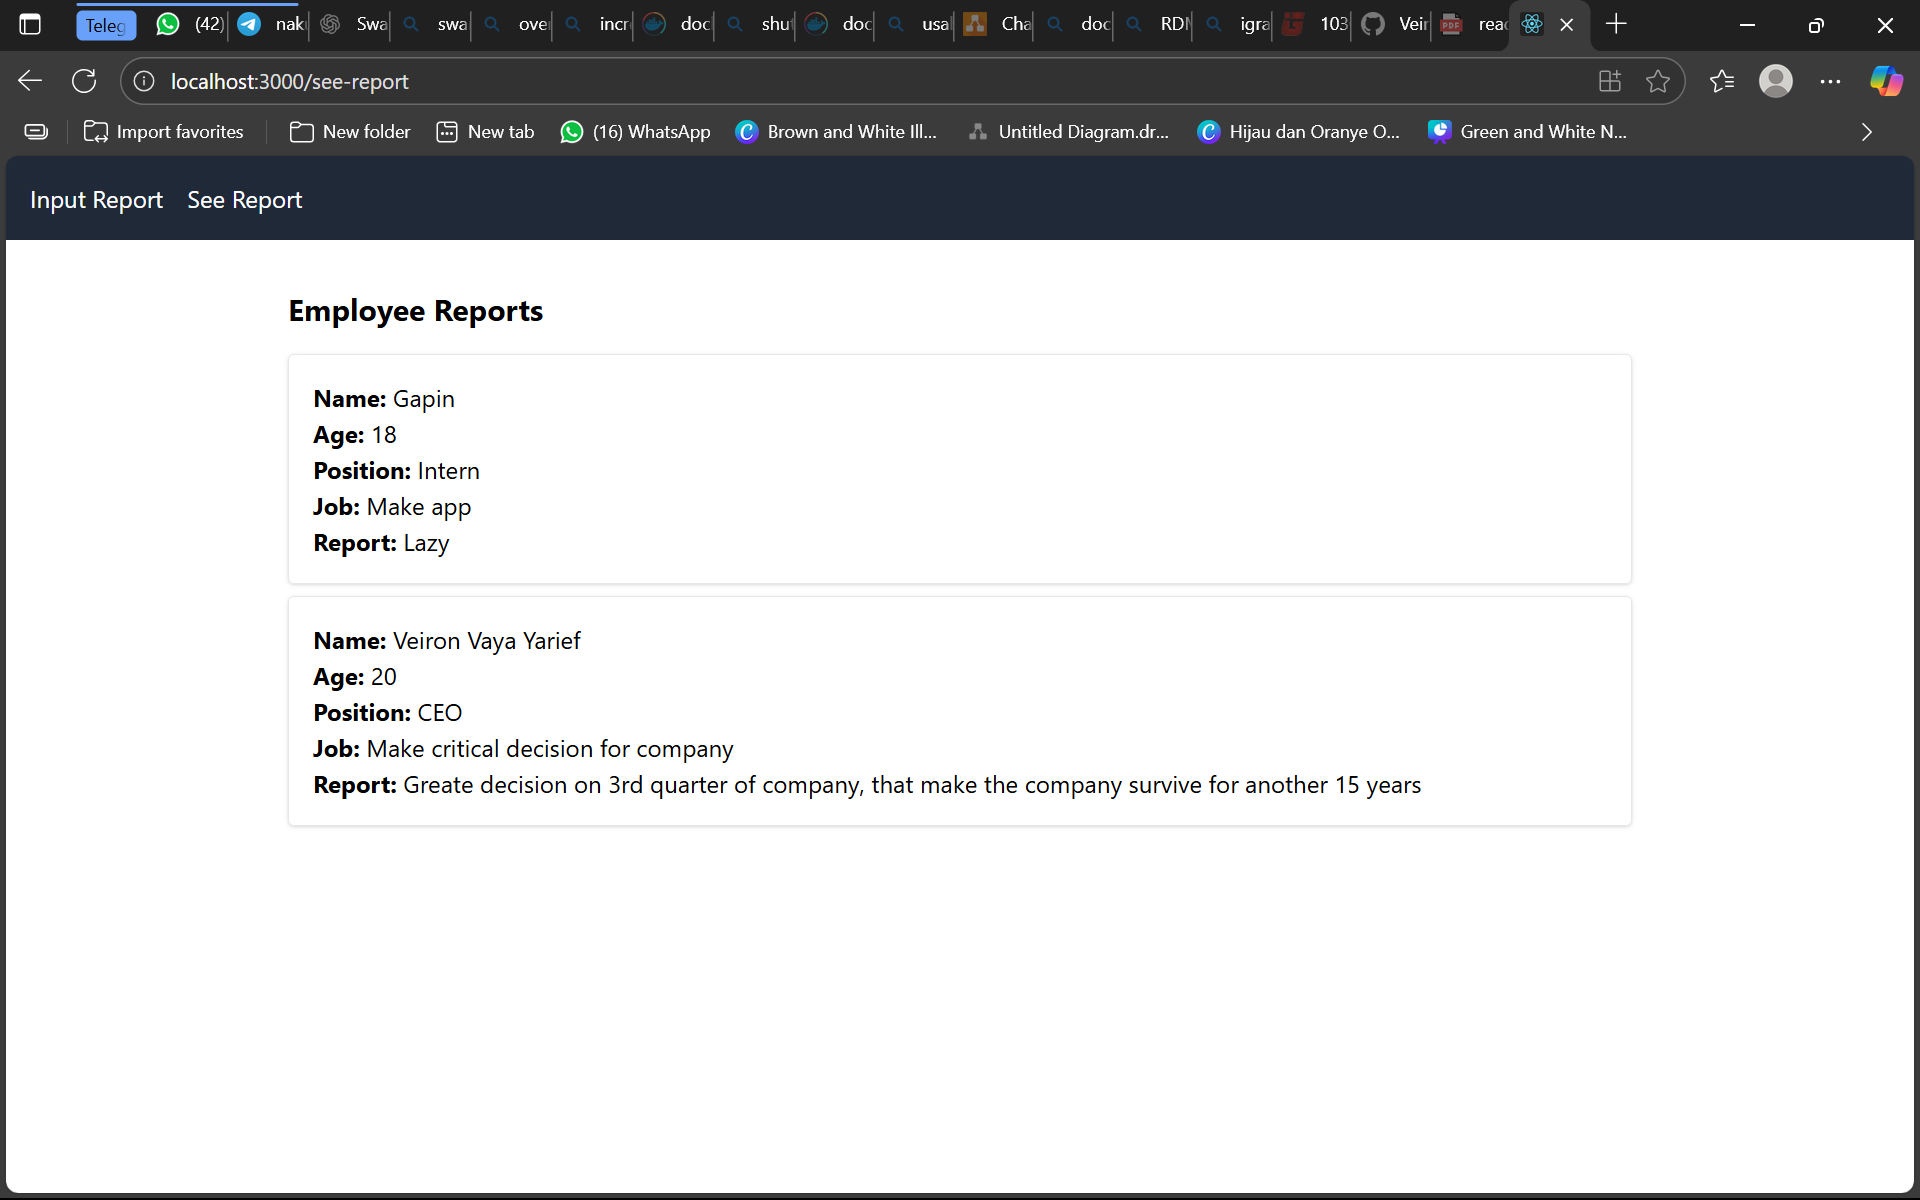 Teleg (42) nak Swa swa over incr doc shu doc usa Cha doc RDM igra 103 Veir read
localhost:3000/see-report
Import favorites New folder New tab (16) WhatsApp Brown and White Ill... Untitled Diagram.dr... Hijau dan Oranye O... Green and White N...
Input Report See Report
Employee Reports
Name: Gapin
Age: 18
Position: Intern
Job: Make app
Report: Lazy
Name: Veiron Vaya Yarief
Age: 20
Position: CEO
Job: Make critical decision for company
Report: Greate decision on 3rd quarter of company, that make the company survive for another 15 years